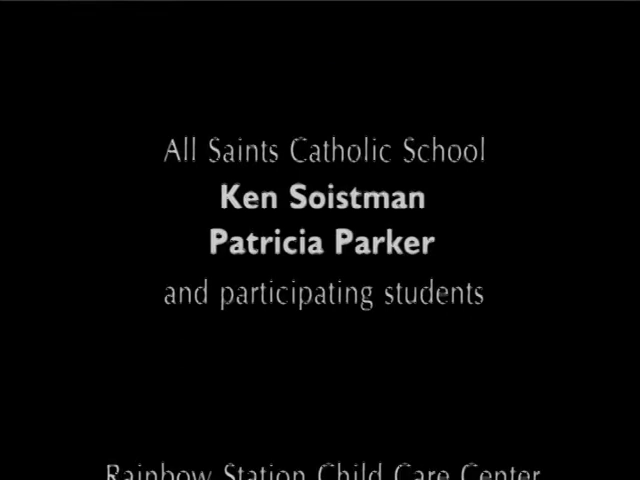 All Saints Catholic School
Ken Soistman
Patricia Parker
and participating students
Rainbow Station Child Care Center